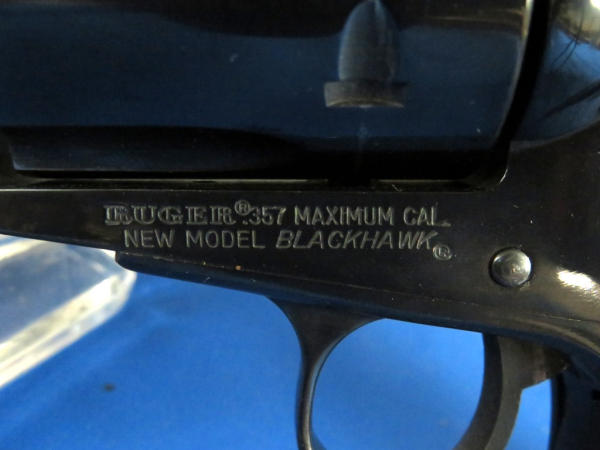 RUGER® .357 MAXIMUM CAL.
NEW MODEL BLACKHAWK®